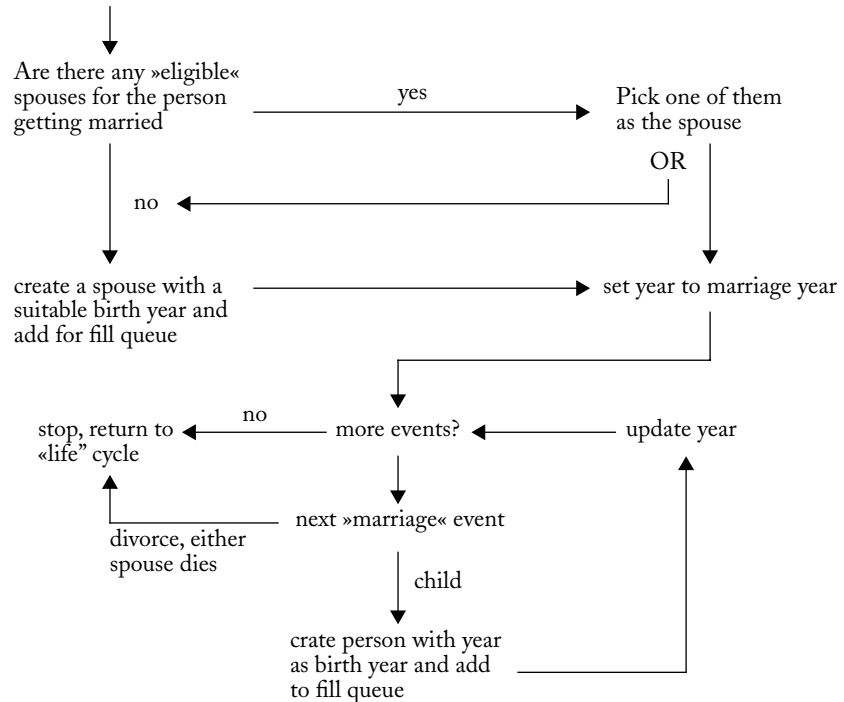 Are there any »eligible«
spouses for the person
getting married
yes
Pick one of them
as the spouse
OR
no
create a spouse with a
suitable birth year and
add for fill queue
set year to marriage year
stop, return to
«life” cycle
no
more events?
update year
next »marriage« event
divorce, either
spouse dies
child
crate person with year
as birth year and add
to fill queue